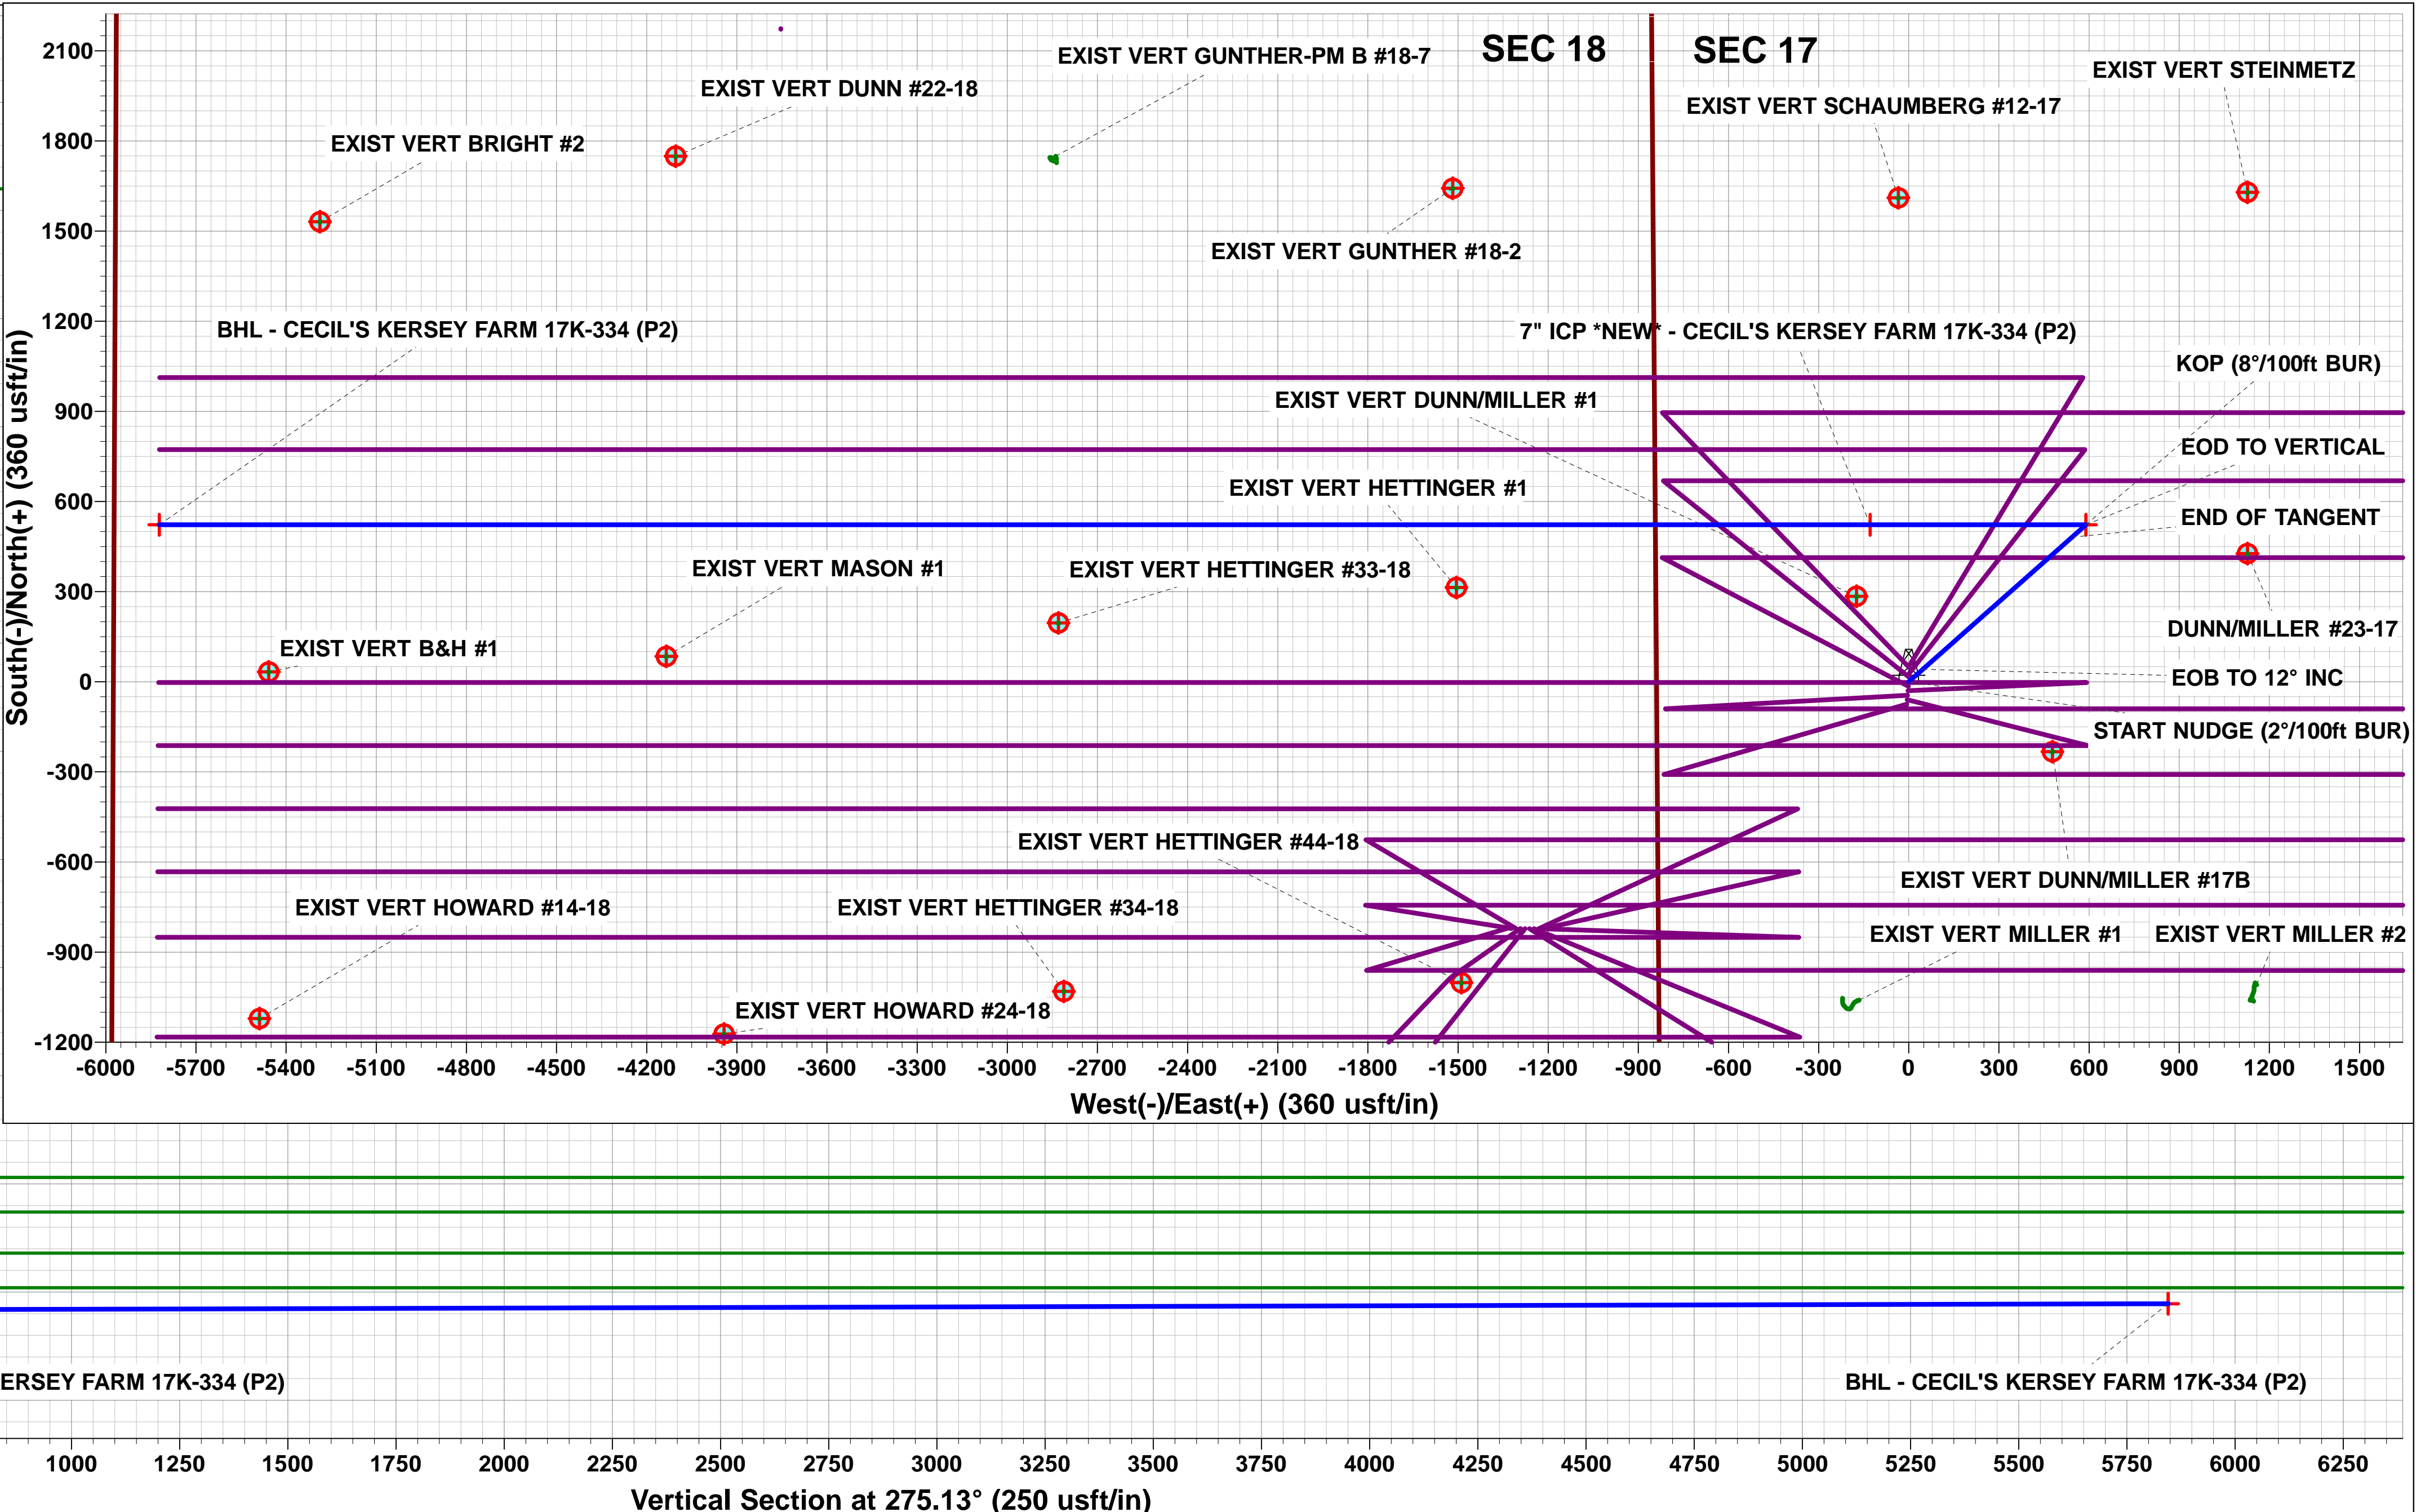 SEC 18
SEC 17
EXIST VERT GUNTHER-PM B #18-7
EXIST VERT STEINMETZ
EXIST VERT DUNN #22-18
EXIST VERT SCHAUMBERG #12-17
EXIST VERT BRIGHT #2
EXIST VERT GUNTHER #18-2
BHL - CECIL'S KERSEY FARM 17K-334 (P2)
7" ICP *NEW* - CECIL'S KERSEY FARM 17K-334 (P2)
KOP (8°/100ft BUR)
EXIST VERT DUNN/MILLER #1
EOD TO VERTICAL
EXIST VERT HETTINGER #1
END OF TANGENT
EXIST VERT MASON #1
EXIST VERT HETTINGER #33-18
DUNN/MILLER #23-17
EXIST VERT B&H #1
EOB TO 12° INC
START NUDGE (2°/100ft BUR)
EXIST VERT HETTINGER #44-18
EXIST VERT DUNN/MILLER #17B
EXIST VERT HOWARD #14-18
EXIST VERT HETTINGER #34-18
EXIST VERT MILLER #1
EXIST VERT MILLER #2
EXIST VERT HOWARD #24-18
2100
1800
1500
1200
900
600
300
0
-300
-600
-900
-1200
South(-)/North(+) (360 usft/in)
-6000 -5700 -5400 -5100 -4800 -4500 -4200 -3900 -3600 -3300 -3000 -2700 -2400 -2100 -1800 -1500 -1200 -900 -600 -300 0 300 600 900 1200 1500
West(-)/East(+) (360 usft/in)
ERSEY FARM 17K-334 (P2)
BHL - CECIL'S KERSEY FARM 17K-334 (P2)
1000 1250 1500 1750 2000 2250 2500 2750 3000 3250 3500 3750 4000 4250 4500 4750 5000 5250 5500 5750 6000 6250
Vertical Section at 275.13° (250 usft/in)